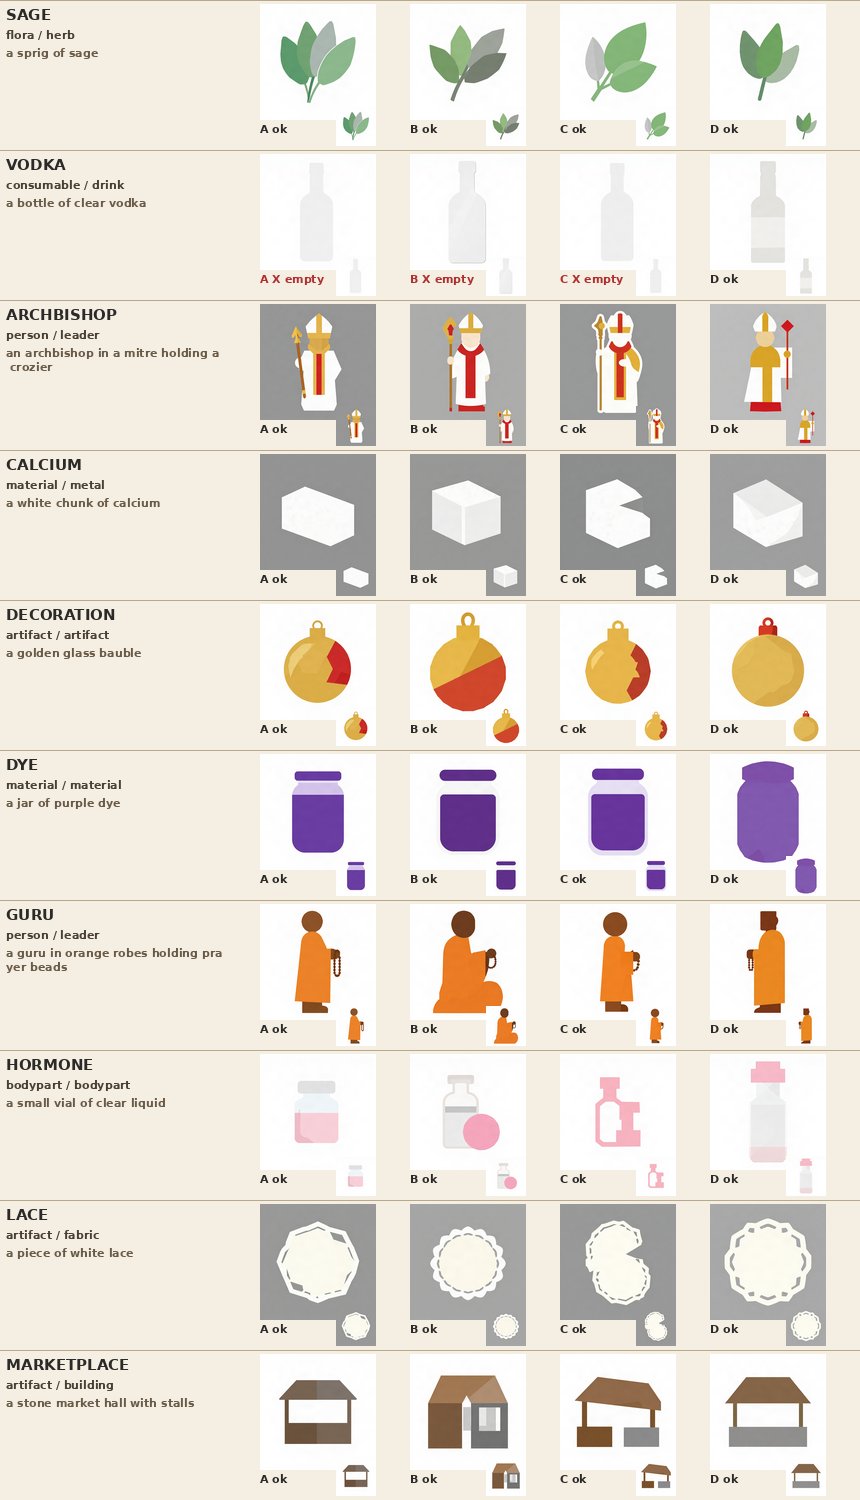 SAGE
flora / herb
a sprig of sage
A ok
B ok
C ok
D ok
VODKA
consumable / drink
a bottle of clear vodka
A X empty
B X empty
C X empty
D ok
ARCHBISHOP
person / leader
an archbishop in a mitre holding a
crozier
A ok
B ok
C ok
D ok
CALCIUM
material / metal
a white chunk of calcium
A ok
B ok
C ok
D ok
DECORATION
artifact / artifact
a golden glass bauble
A ok
B ok
C ok
D ok
DYE
material / material
a jar of purple dye
A ok
B ok
C ok
D ok
GURU
person / leader
a guru in orange robes holding pra
yer beads
A ok
B ok
C ok
D ok
HORMONE
bodypart / bodypart
a small vial of clear liquid
A ok
B ok
C ok
D ok
LACE
artifact / fabric
a piece of white lace
A ok
B ok
C ok
D ok
MARKETPLACE
artifact / building
a stone market hall with stalls
A ok
B ok
C ok
D ok